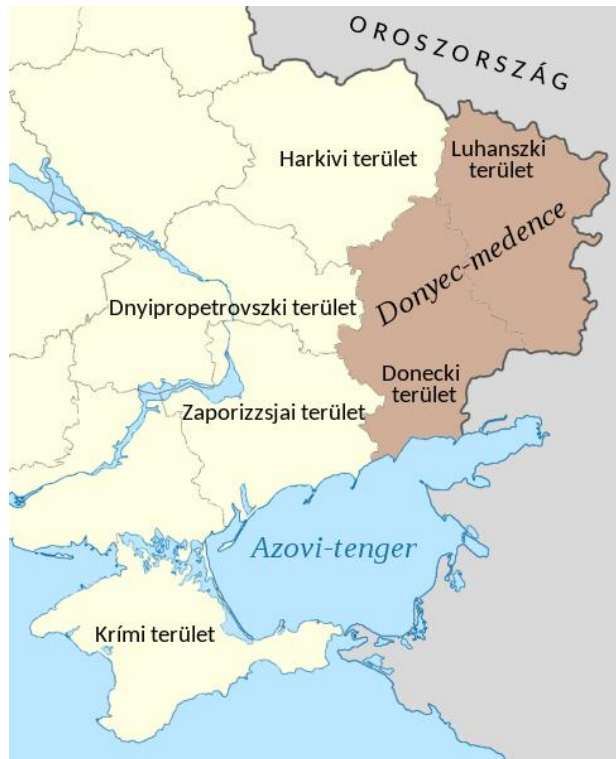 OROSZORSZÁG
Harkivi terület
Luhanszki
terület
Donyec-medence
Dnyipropetrovszki terület
Donecki
terület
Zaporizzsjai terület
Azovi-tenger
Krími terület